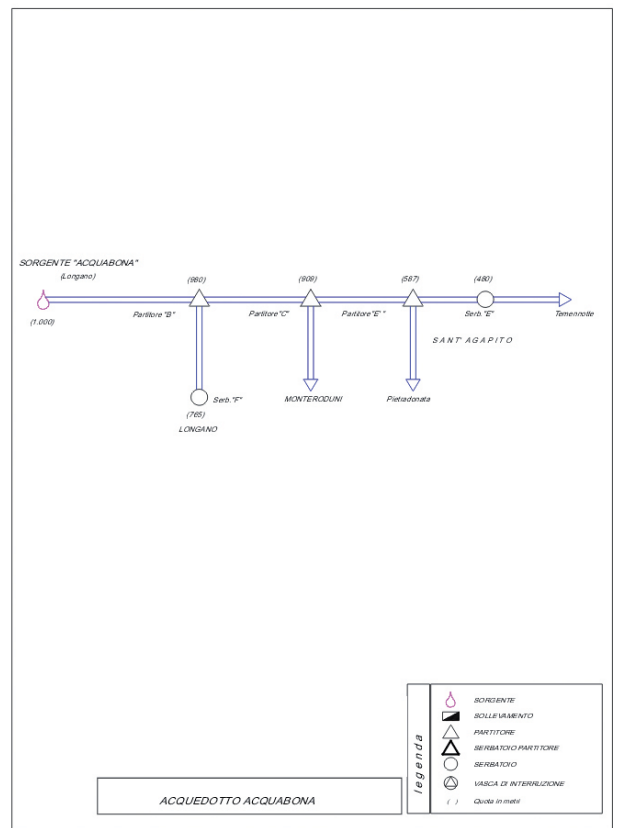 SORGENTE "ACQUABONA"
(Longano)
(980)
(909)
(587)
(480)
(1.000)
Partitore "B"
Partitore "C"
Partitore "E' "
Serb. "E"
Temennotte
SANT' AGAPITO
Serb. "F"
MONTERODUNI
Pietradonata
(765)
LONGANO
legenda
SORGENTE
SOLLEVAMENTO
PARTITORE
SERBATOIO PARTITORE
SERBATOIO
VASCA DI INTERRUZIONE
( ) Quota in metri
ACQUEDOTTO ACQUABONA